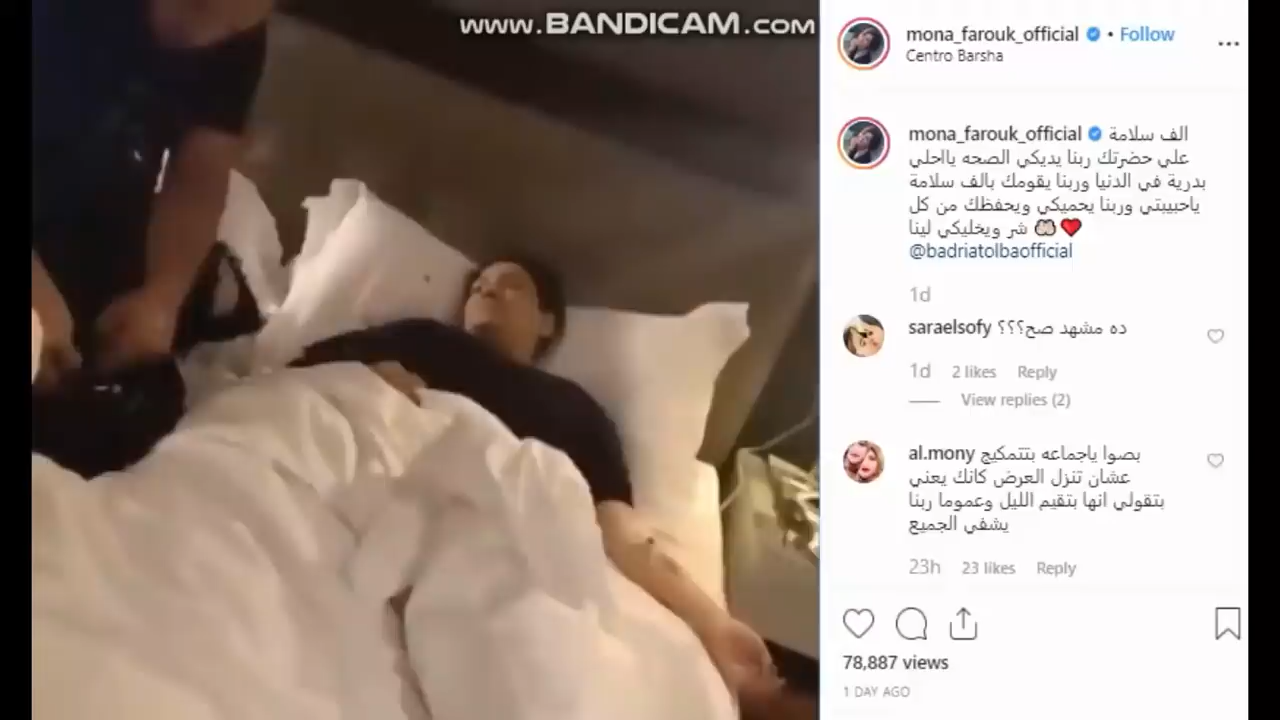 WWW.BANDICAM.COM
mona_farouk_official • Follow
Centro Barsha
mona_farouk_official الف سلامة
علي حضرتك ربنا يديكي الصحه يااحلي
بدرية في الدنيا وربنا يقومك بالف سلامة
ياحبيبتي وربنا يحميكي ويحفظك من كل
شر ويخليكي لينا 🤲🏻❤️
@badriatolbaofficial
1d
saraelsofy ده مشهد صح؟؟؟
1d 2 likes Reply
View replies (2)
al.mony بصوا ياجماعه بتتمكيج
عشان تنزل العرض كانك يعني
بتقولي انها بتقيم الليل وعموما ربنا
يشفي الجميع
23h 23 likes Reply
78,887 views
1 DAY AGO